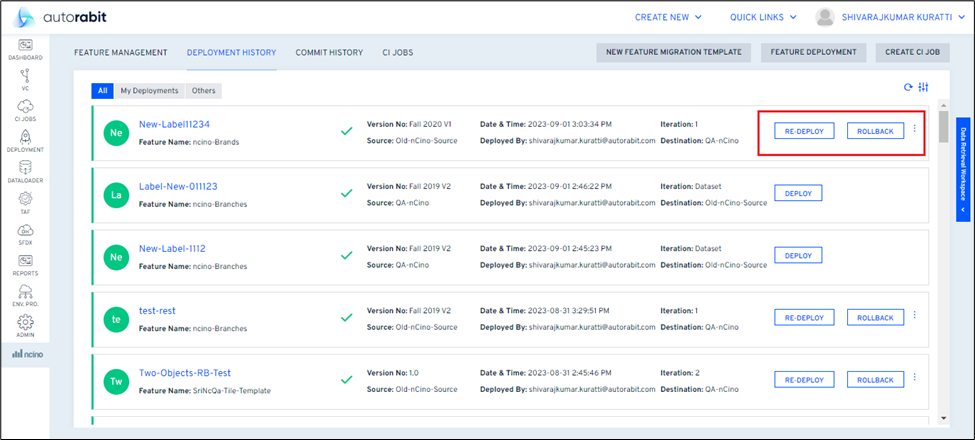 autorabit
CREATE NEW QUICK LINKS SHIVARAJKUMAR KURATTI
DASHBOARD
VC
CI JOBS
DEPLOYMENT
DATALOADER
TAF
SFDX
REPORTS
ENV. PRO.
ADMIN
ncino
FEATURE MANAGEMENT DEPLOYMENT HISTORY COMMIT HISTORY CI JOBS
NEW FEATURE MIGRATION TEMPLATE FEATURE DEPLOYMENT CREATE CI JOB
All My Deployments Others
Ne New-Label11234 Version No: Fall 2020 V1 Date & Time: 2023-09-01 3:03:34 PM Iteration: 1 RE-DEPLOY ROLLBACK
Feature Name: ncino-Brands Source: Old-nCino-Source Deployed By: shivarajkumar.kuratti@autorabit.com Destination: QA-nCino
La Label-New-011123 Version No: Fall 2019 V2 Date & Time: 2023-09-01 2:46:22 PM Iteration: Dataset DEPLOY
Feature Name: ncino-Branches Source: QA-nCino Deployed By: shivarajkumar.kuratti@autorabit.com Destination: Old-nCino-Source
Ne New-Label-1112 Version No: Fall 2019 V2 Date & Time: 2023-09-01 2:45:23 PM Iteration: Dataset DEPLOY
Feature Name: ncino-Branches Source: QA-nCino Deployed By: shivarajkumar.kuratti@autorabit.com Destination: Old-nCino-Source
te test-rest Version No: Fall 2019 V2 Date & Time: 2023-08-31 3:29:51 PM Iteration: 1 RE-DEPLOY ROLLBACK
Feature Name: ncino-Branches Source: Old-nCino-Source Deployed By: shivarajkumar.kuratti@autorabit.com Destination: QA-nCino
Tw Two-Objects-RB-Test Version No: 1.0 Date & Time: 2023-08-31 2:45:46 PM Iteration: 2 RE-DEPLOY ROLLBACK
Feature Name: SriNcQa-Tile-Template Source: Old-nCino-Source Deployed By: shivarajkumar.kuratti@autorabit.com Destination: QA-nCino
Data Retrieval Workspace